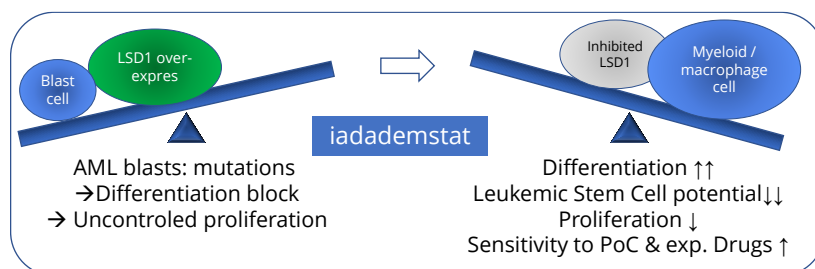 LSD1 over-
expres
Blast
cell
Inhibited
LSD1
Myeloid /
macrophage
cell
iadademstat
AML blasts: mutations
→Differentiation block
→ Uncontroled proliferation
Differentiation ↑↑
Leukemic Stem Cell potential↓↓
Proliferation ↓
Sensitivity to PoC & exp. Drugs ↑